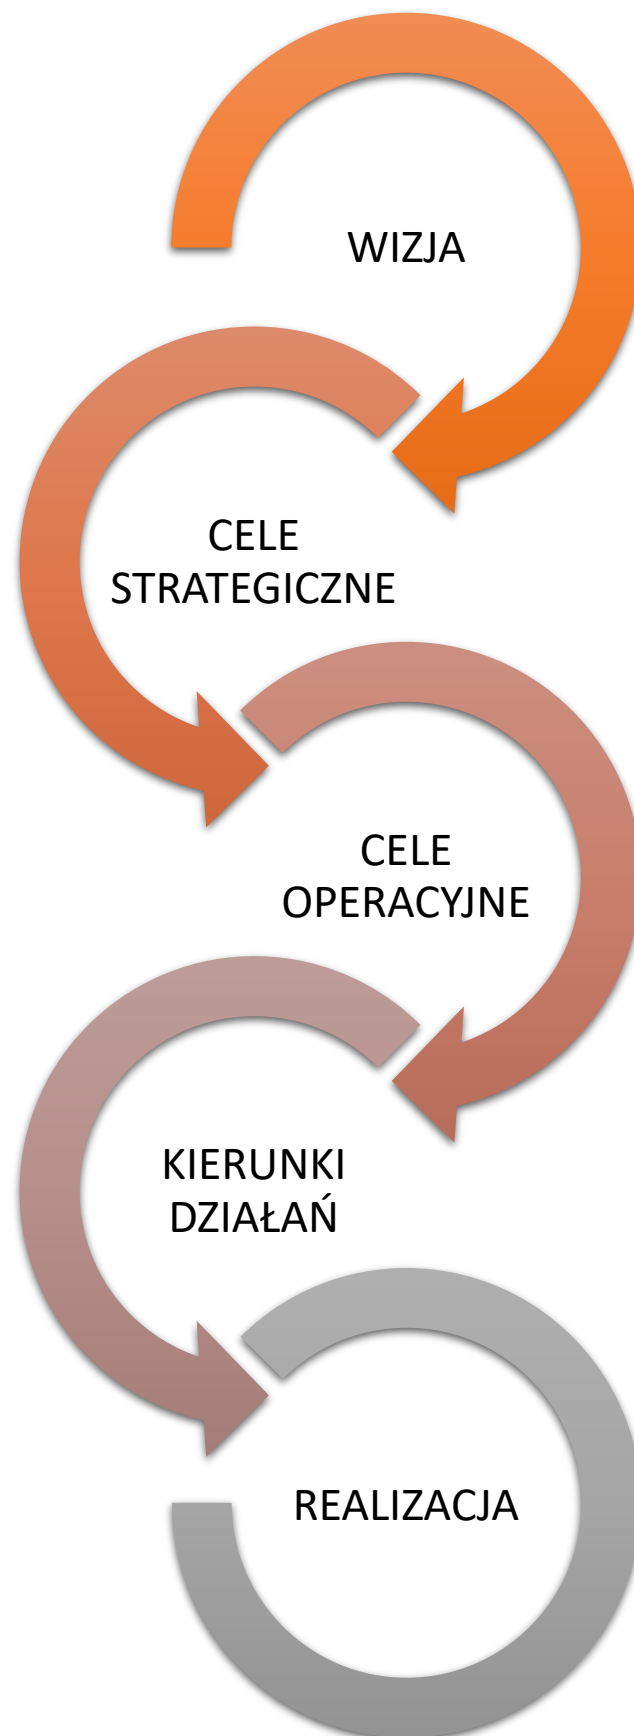 WIZJA
CELE
STRATEGICZNE
CELE
OPERACYJNE
KIERUNKI
DZIAŁAŃ
REALIZACJA